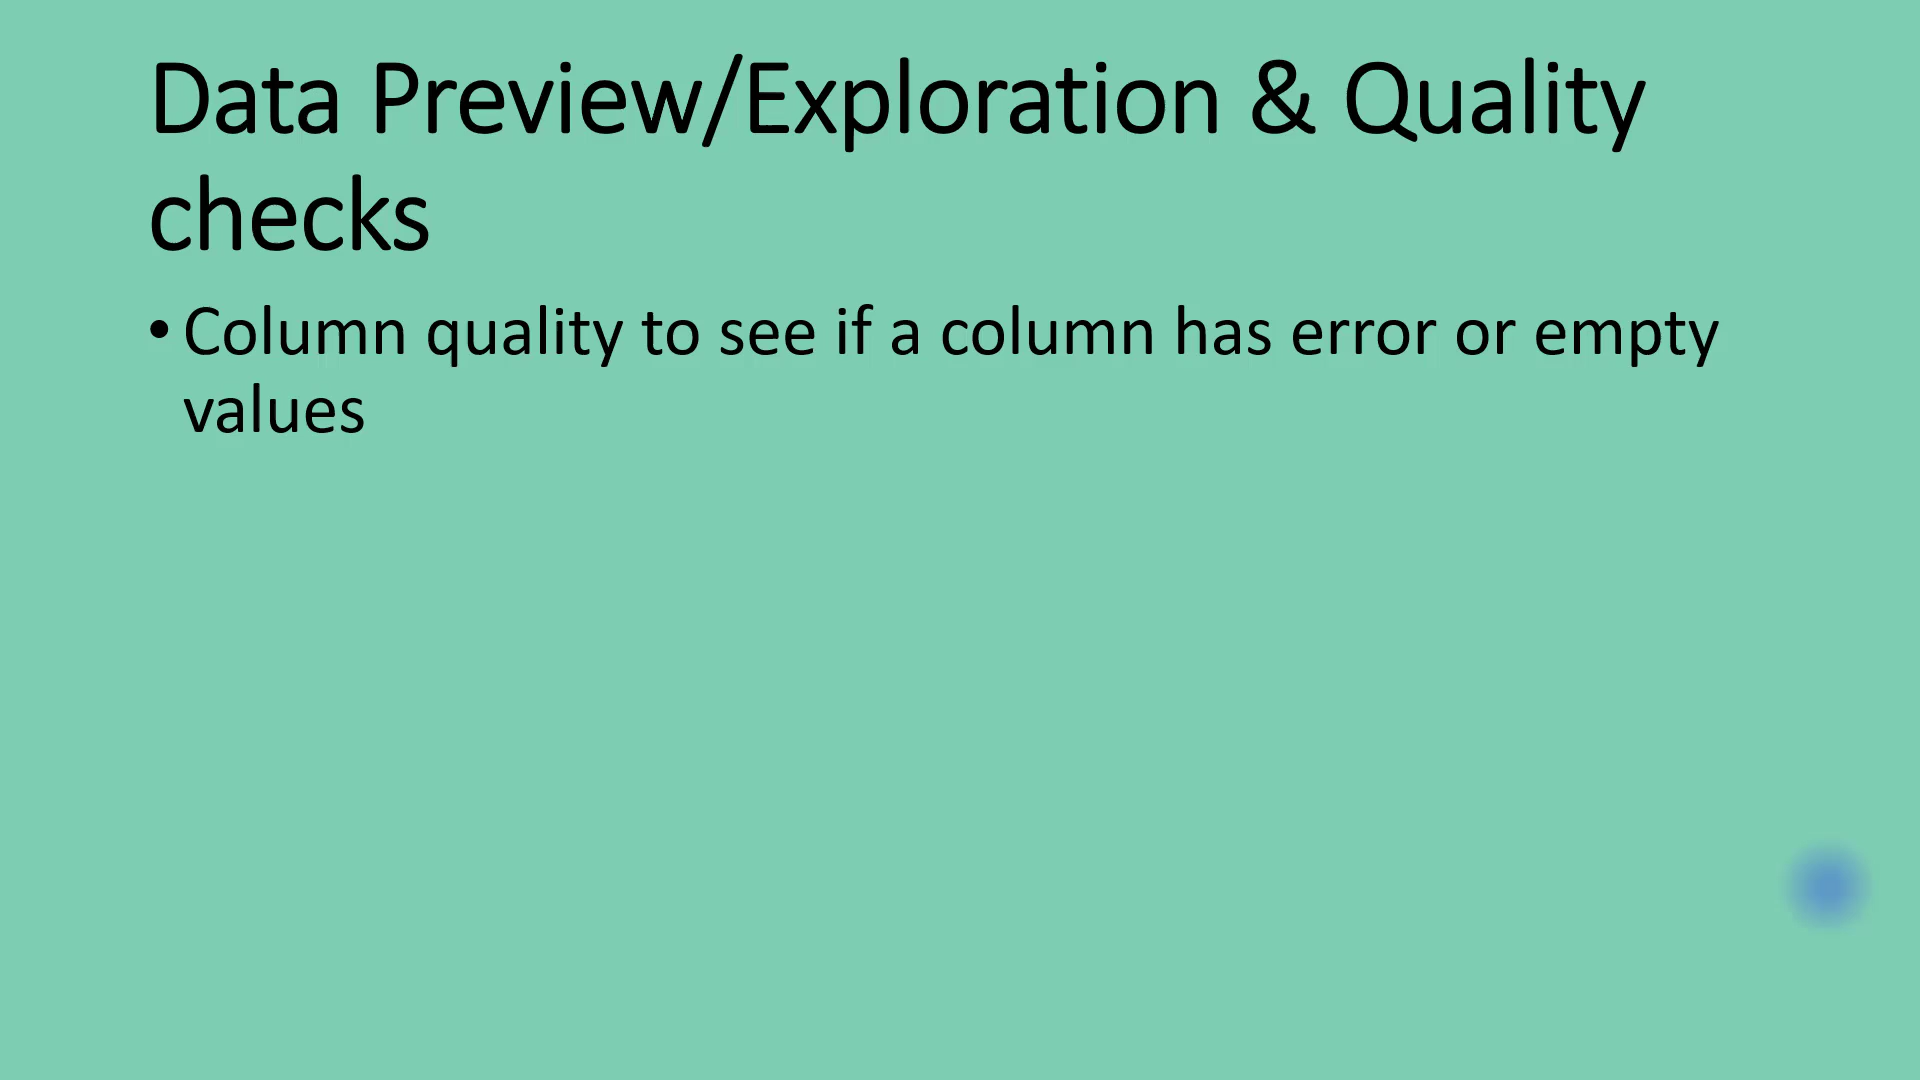 Data Preview/Exploration & Quality
checks
• Column quality to see if a column has error or empty
values